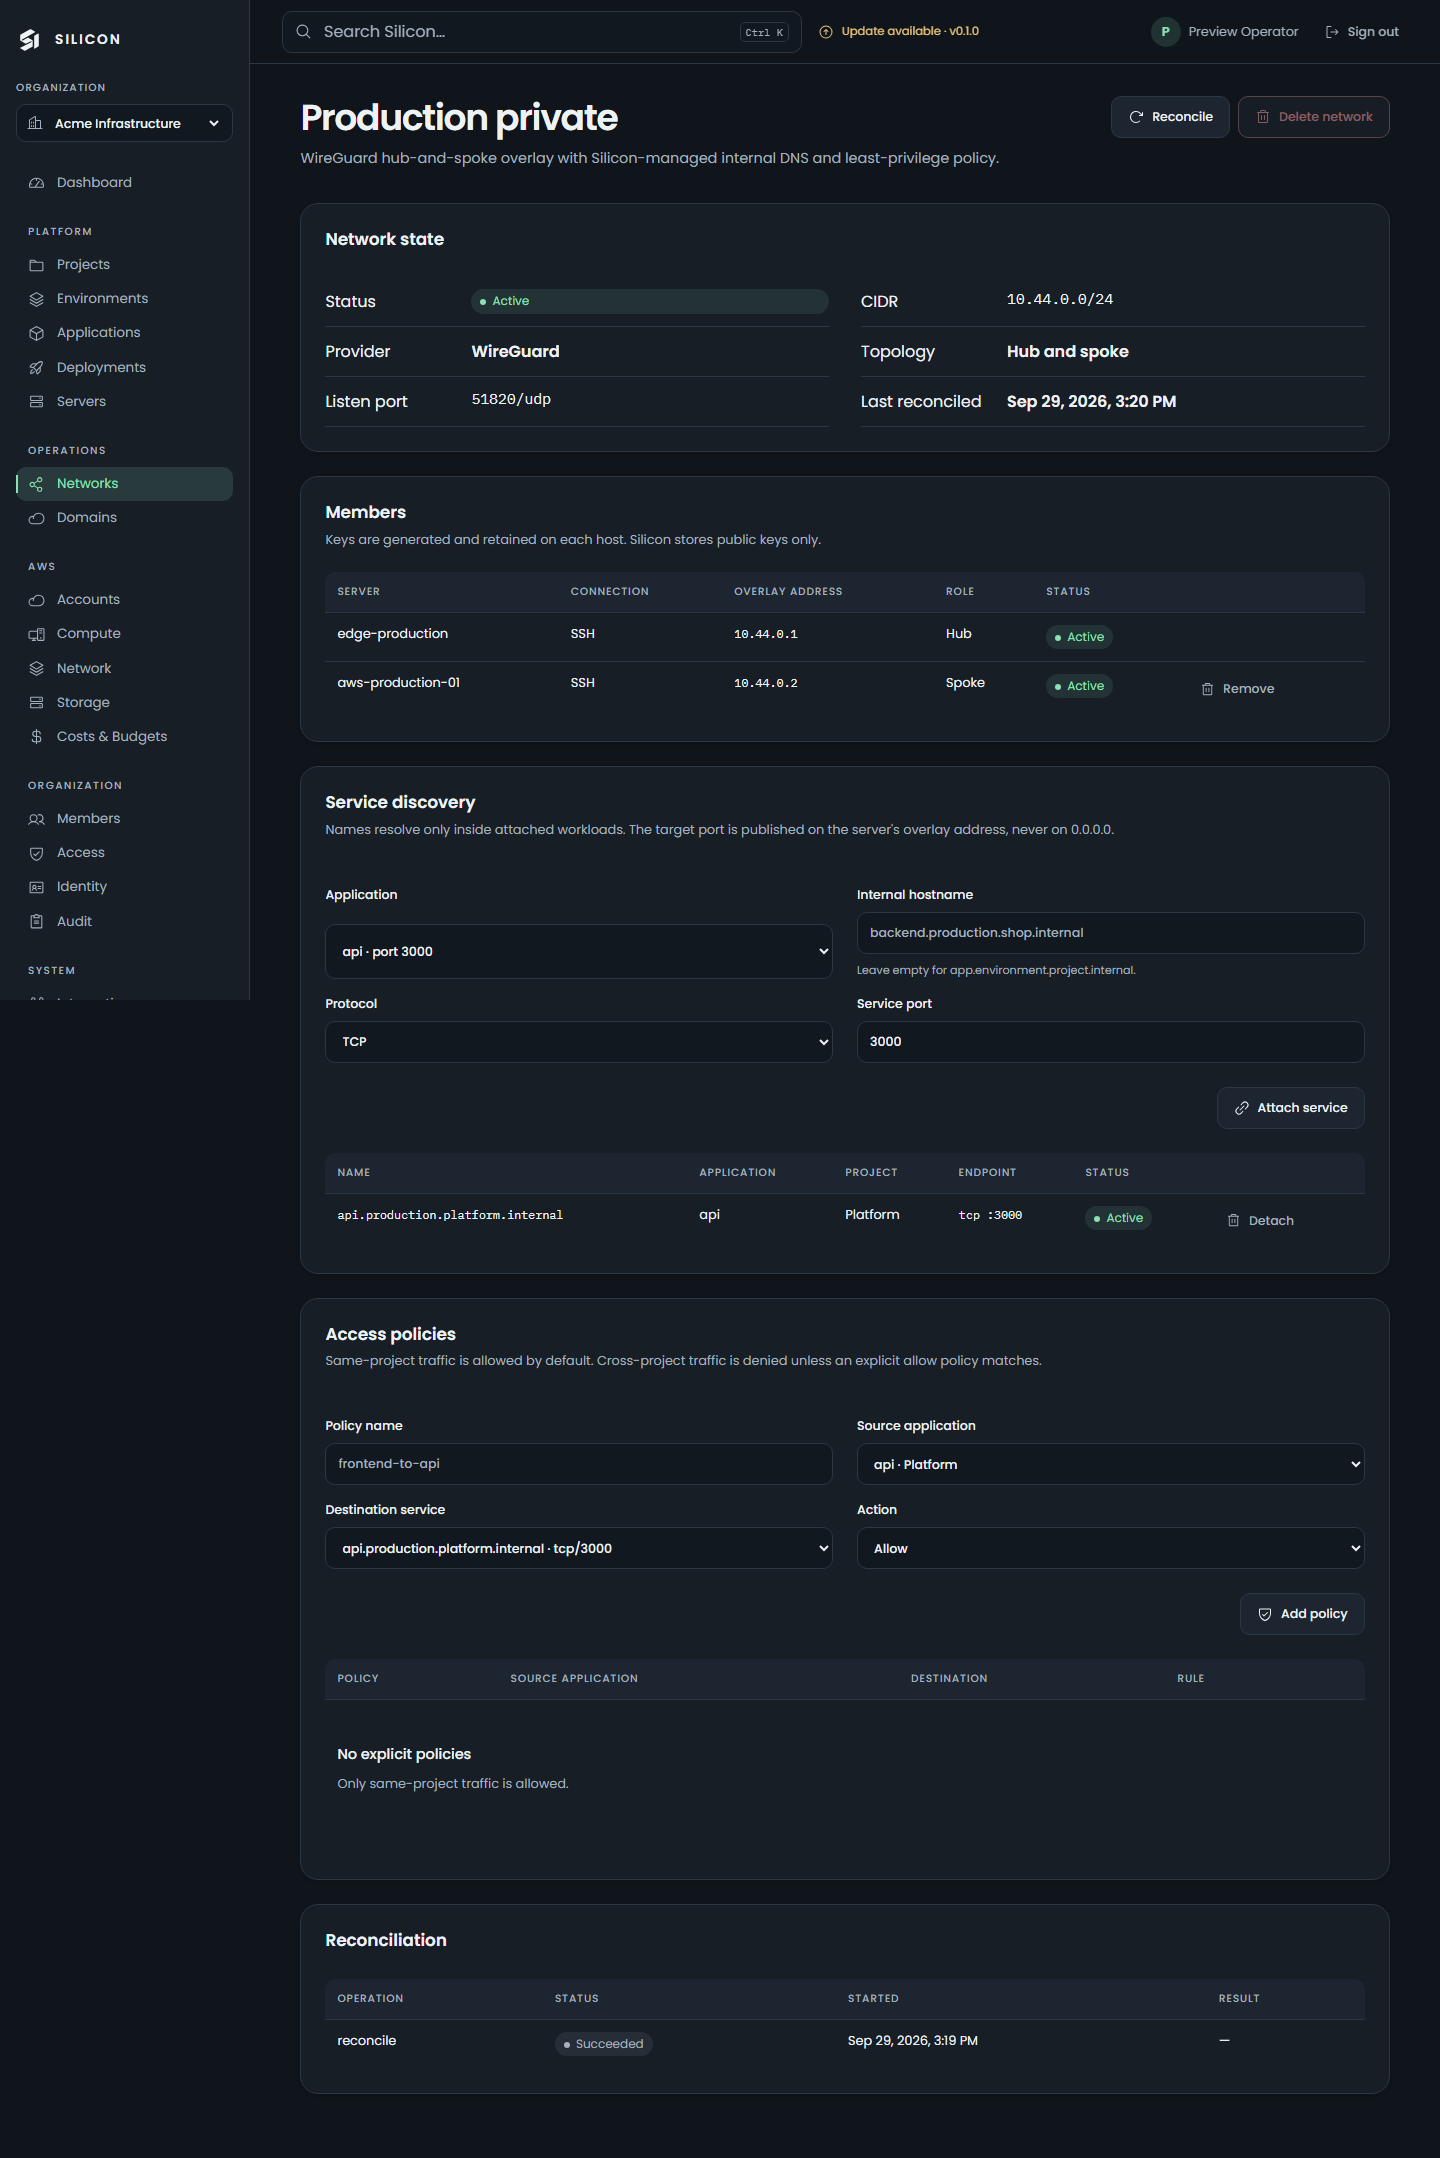 SILICON
ORGANIZATION
Acme Infrastructure
Dashboard
PLATFORM
Projects
Environments
Applications
Deployments
Servers
OPERATIONS
Networks
Domains
AWS
Accounts
Compute
Network
Storage
Costs & Budgets
ORGANIZATION
Members
Access
Identity
Audit
SYSTEM
Search Silicon...
Ctrl K
Update available · v0.1.0
P
Preview Operator
Sign out
Production private
WireGuard hub-and-spoke overlay with Silicon-managed internal DNS and least-privilege policy.
Reconcile
Delete network
Network state
Status
Active
CIDR
10.44.0.0/24
Provider
WireGuard
Topology
Hub and spoke
Listen port
51820/udp
Last reconciled
Sep 29, 2026, 3:20 PM
Members
Keys are generated and retained on each host. Silicon stores public keys only.
SERVER CONNECTION OVERLAY ADDRESS ROLE STATUS
edge-production SSH 10.44.0.1 Hub Active
aws-production-01 SSH 10.44.0.2 Spoke Active Remove
Service discovery
Names resolve only inside attached workloads. The target port is published on the server's overlay address, never on 0.0.0.0.
Application
api · port 3000
Internal hostname
backend.production.shop.internal
Leave empty for app.environment.project.internal.
Protocol
TCP
Service port
3000
Attach service
NAME APPLICATION PROJECT ENDPOINT STATUS
api.production.platform.internal api Platform tcp :3000 Active Detach
Access policies
Same-project traffic is allowed by default. Cross-project traffic is denied unless an explicit allow policy matches.
Policy name
frontend-to-api
Source application
api · Platform
Destination service
api.production.platform.internal · tcp/3000
Action
Allow
Add policy
POLICY SOURCE APPLICATION DESTINATION RULE
No explicit policies
Only same-project traffic is allowed.
Reconciliation
OPERATION STATUS STARTED RESULT
reconcile Succeeded Sep 29, 2026, 3:19 PM —